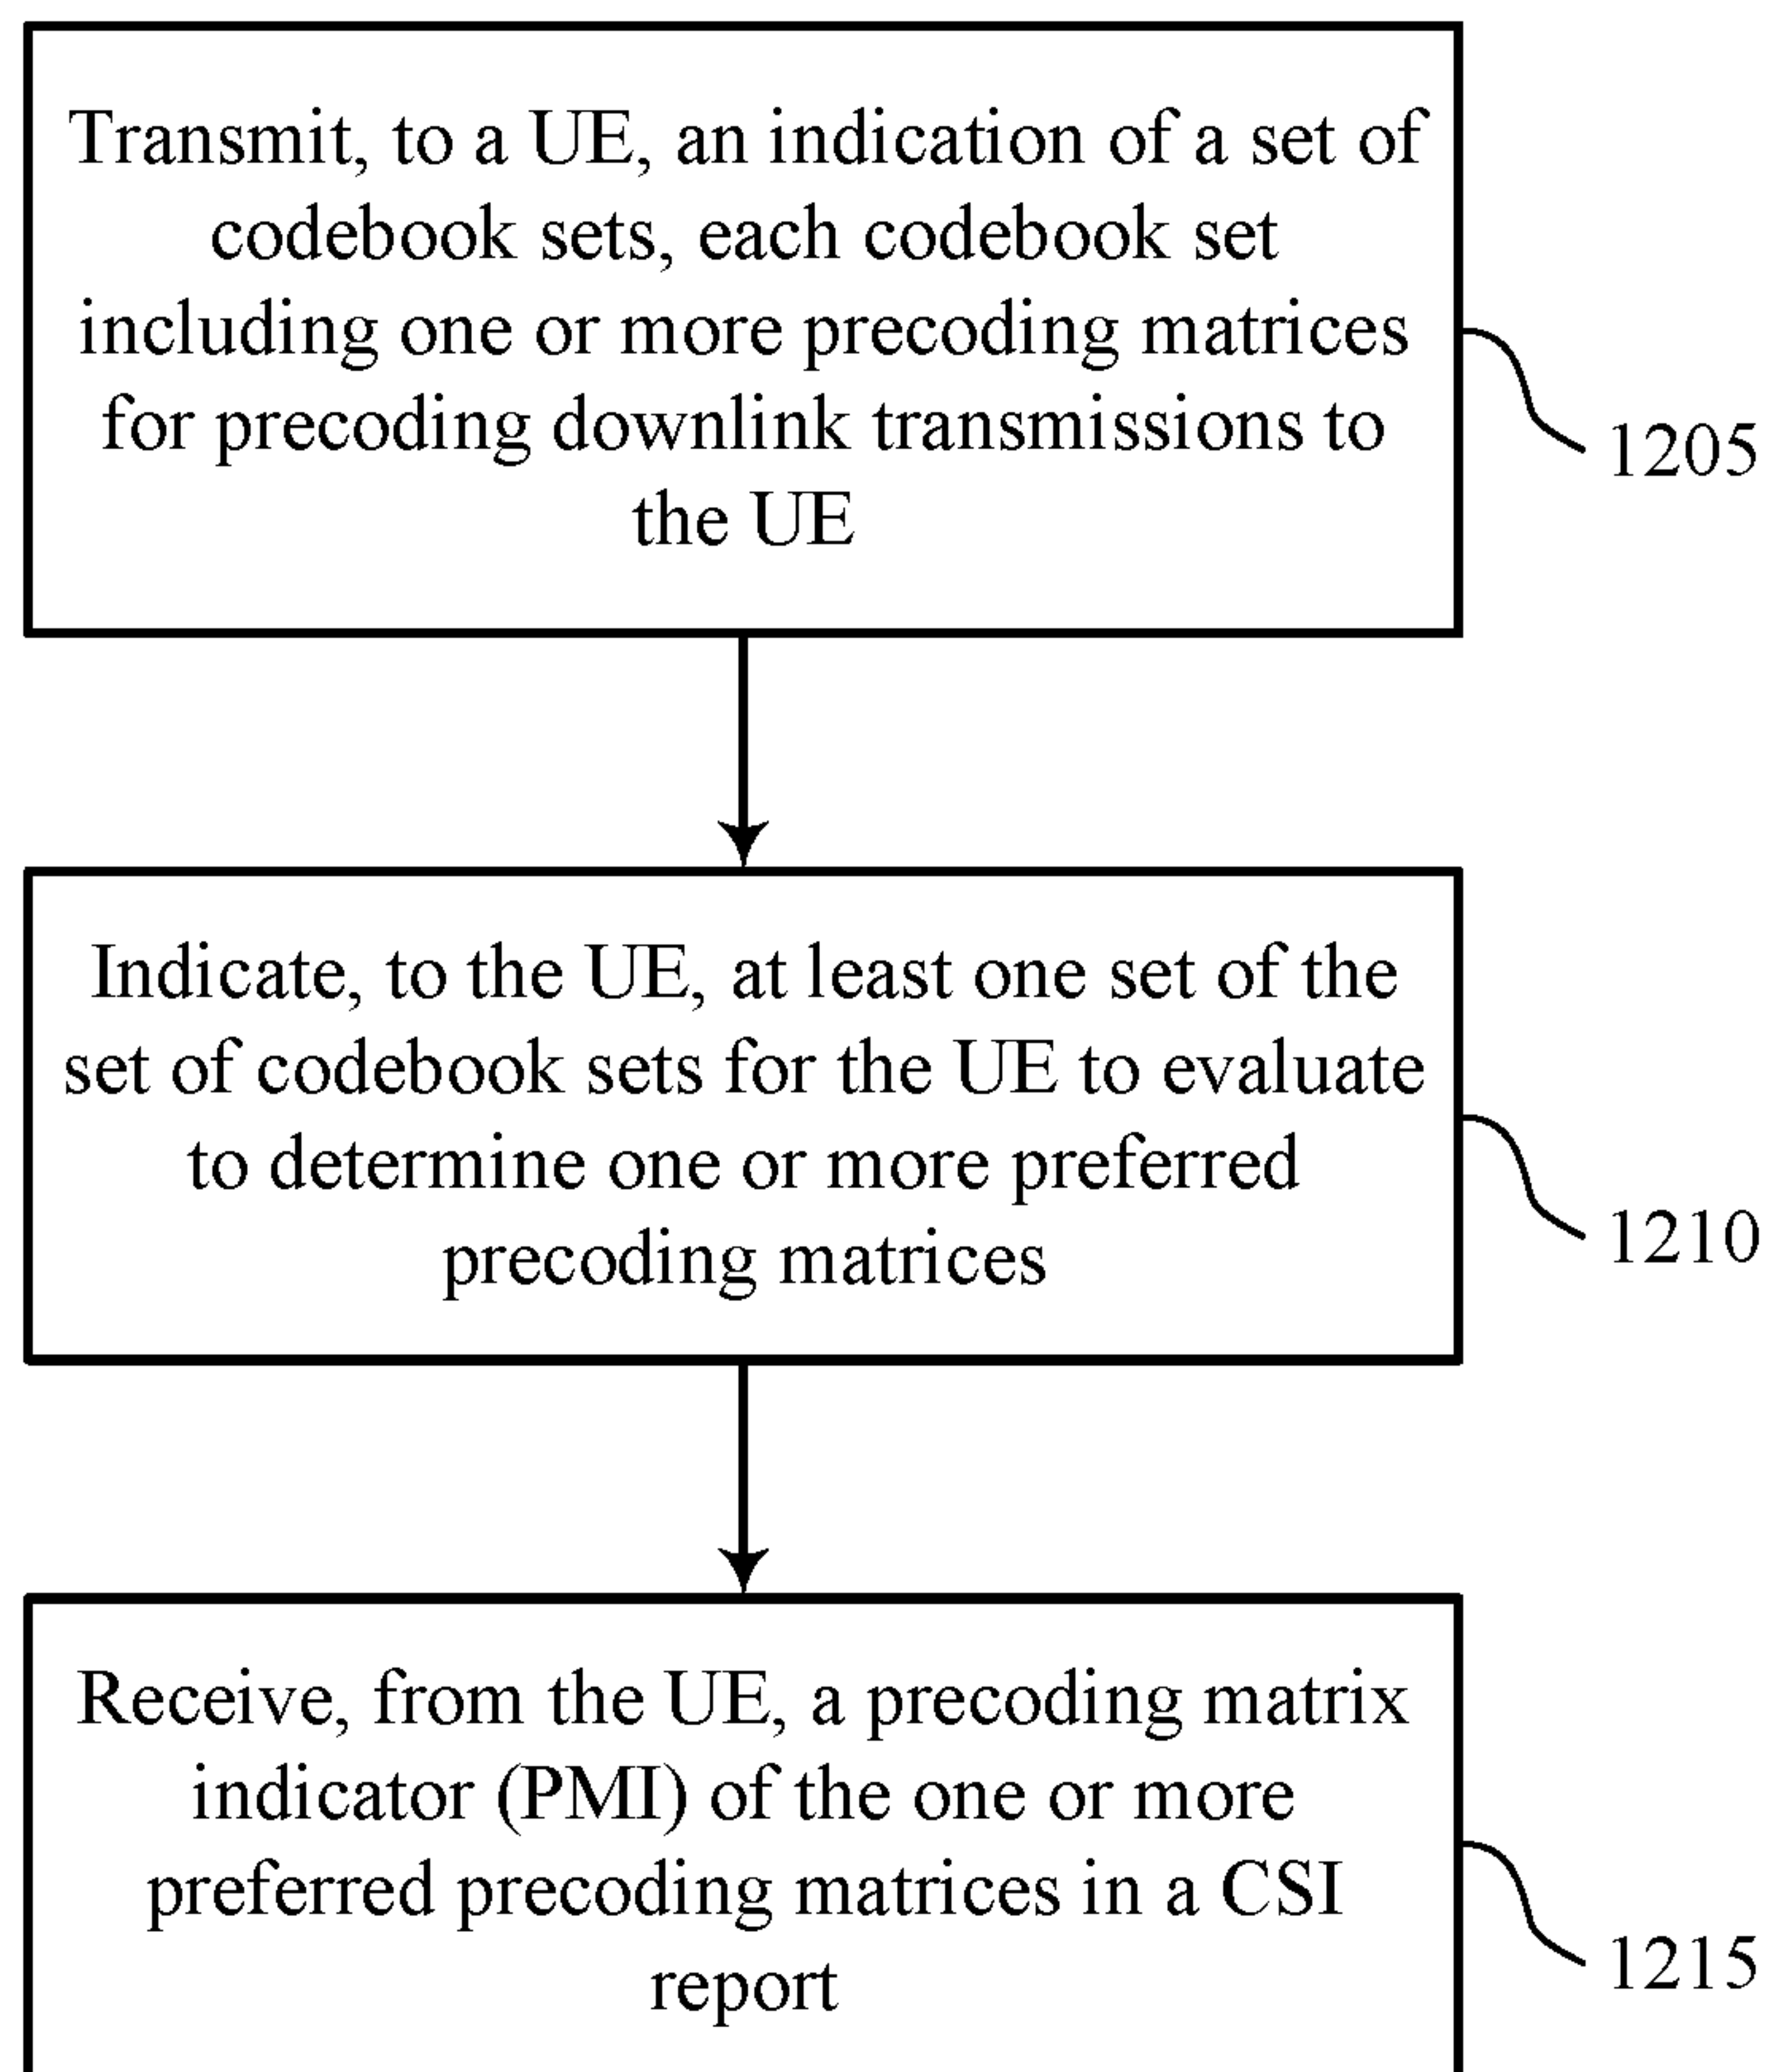 Transmit, to a UE, an indication of a set of
codebook sets, each codebook set
including one or more precoding matrices
for precoding downlink transmissions to
the UE
1205
Indicate, to the UE, at least one set of the
set of codebook sets for the UE to evaluate
to determine one or more preferred
precoding matrices
1210
Receive, from the UE, a precoding matrix
indicator (PMI) of the one or more
preferred precoding matrices in a CSI
report
1215